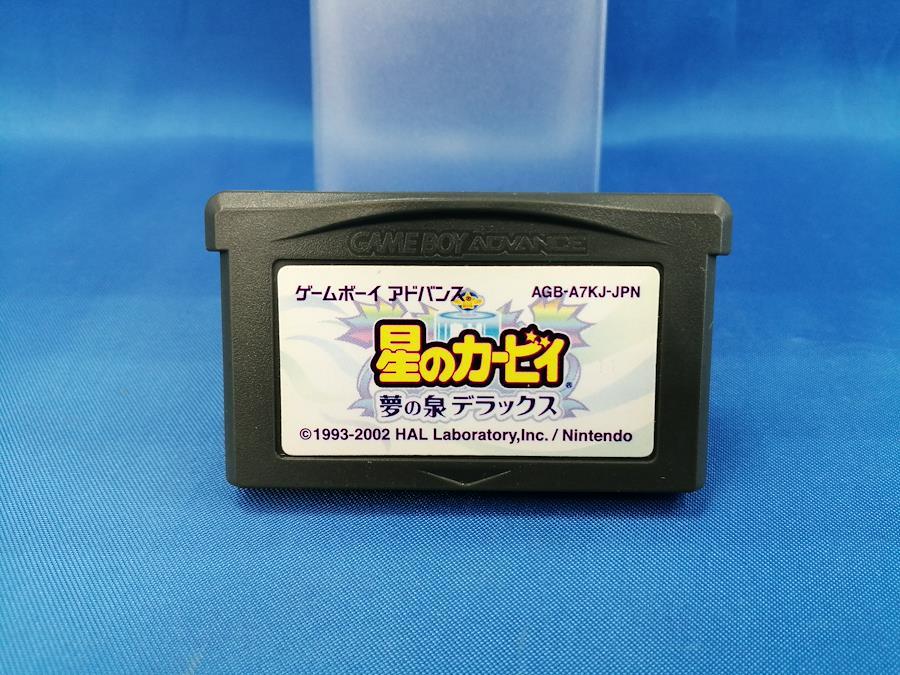 GAME BOY ADVANCE
ゲームボーイ アドバンス AGB-A7KJ-JPN
星のカービィ
夢の泉 デラックス
©1993-2002 HAL Laboratory,Inc. / Nintendo